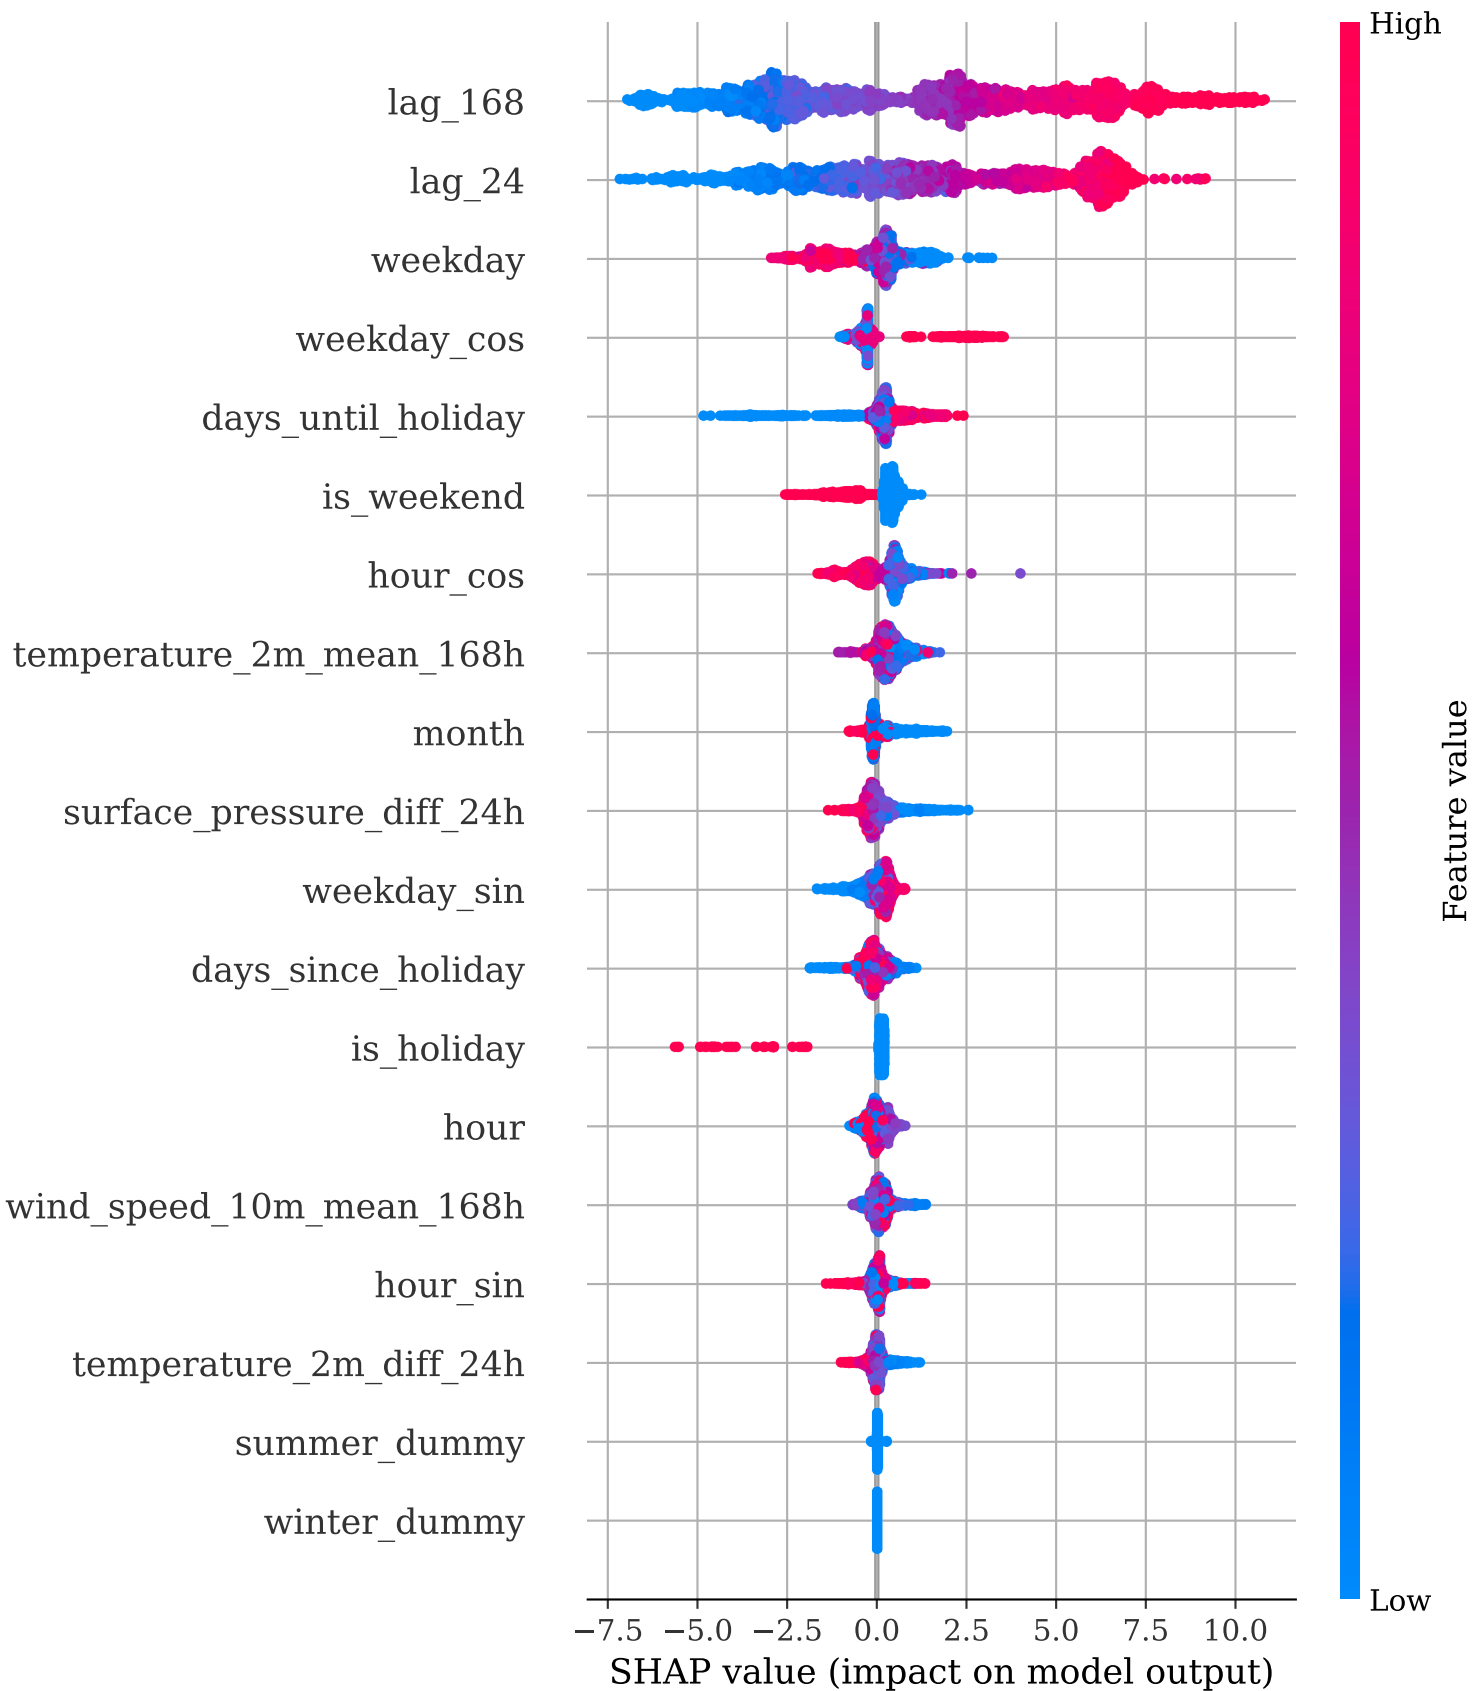 High
lag_168
lag_24
weekday
weekday_cos
days_until_holiday
is_weekend
hour_cos
temperature_2m_mean_168h
month
surface_pressure_diff_24h
weekday_sin
days_since_holiday
is_holiday
hour
wind_speed_10m_mean_168h
hour_sin
temperature_2m_diff_24h
summer_dummy
winter_dummy
Feature value
Low
−7.5 −5.0 −2.5 0.0 2.5 5.0 7.5 10.0
SHAP value (impact on model output)